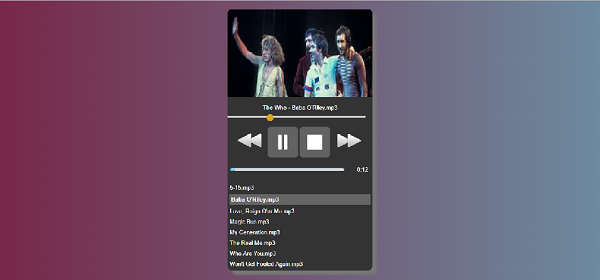 The Who - Baba O'Riley.mp3
0:12
5-15.mp3
Baba O'Riley.mp3
Love, Reign O'er Me.mp3
Magic Bus.mp3
My Generation.mp3
The Real Me.mp3
Who Are You.mp3
Won't Get Fooled Again.mp3